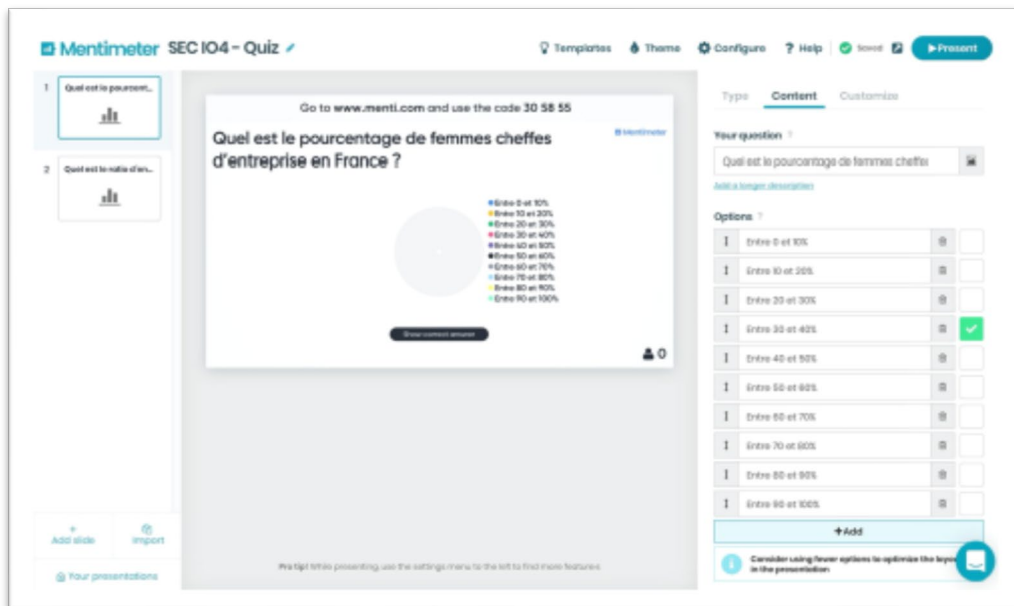 Mentimeter SEC IO4 - Quiz
Templates Theme Configure ? Help Saved Present
1 Quel est le pourcent...
2 Quel est le ratio d'en...
+ Add slide
Import
Your presentations
Go to www.menti.com and use the code 30 58 55
Mentimeter
Quel est le pourcentage de femmes cheffes
d'entreprise en France ?
Entre 0 et 10%
Entre 10 et 20%
Entre 20 et 30%
Entre 30 et 40%
Entre 40 et 50%
Entre 50 et 60%
Entre 60 et 70%
Entre 70 et 80%
Entre 80 et 90%
Entre 90 et 100%
Show correct answer
0
Pro tip! While presenting, use the settings menu to the left to find more features
Type Content Customize
Your question ?
Quel est le pourcentage de femmes cheffes
Add a longer description
Options ?
Entre 0 et 10%
Entre 10 et 20%
Entre 20 et 30%
Entre 30 et 40%
Entre 40 et 50%
Entre 50 et 60%
Entre 60 et 70%
Entre 70 et 80%
Entre 80 et 90%
Entre 90 et 100%
+Add
Consider using fewer options to optimize the layo
in the presentation